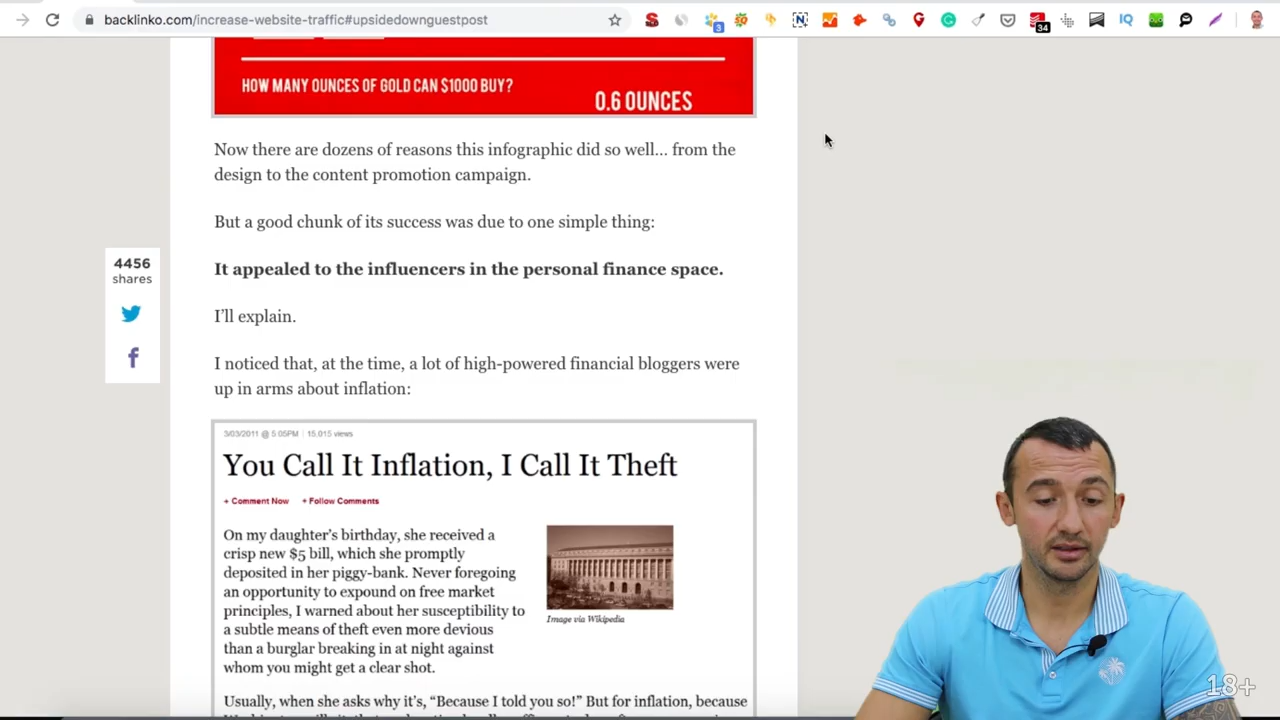 backlinko.com/increase-website-traffic#upsidedownguestpost
3
34
IQ
HOW MANY OUNCES OF GOLD CAN $1000 BUY?
0.6 OUNCES
Now there are dozens of reasons this infographic did so well… from the
design to the content promotion campaign.
But a good chunk of its success was due to one simple thing:
4456
shares
It appealed to the influencers in the personal finance space.
I’ll explain.
I noticed that, at the time, a lot of high-powered financial bloggers were
up in arms about inflation:
3/03/2011 @ 5:05PM | 15,015 views
You Call It Inflation, I Call It Theft
+ Comment Now + Follow Comments
On my daughter’s birthday, she received a
crisp new $5 bill, which she promptly
deposited in her piggy-bank. Never foregoing
an opportunity to expound on free market
principles, I warned about her susceptibility to
a subtle means of theft even more devious
than a burglar breaking in at night against
whom you might get a clear shot.
Image via Wikipedia
Usually, when she asks why it’s, “Because I told you so!” But for inflation, because
18+